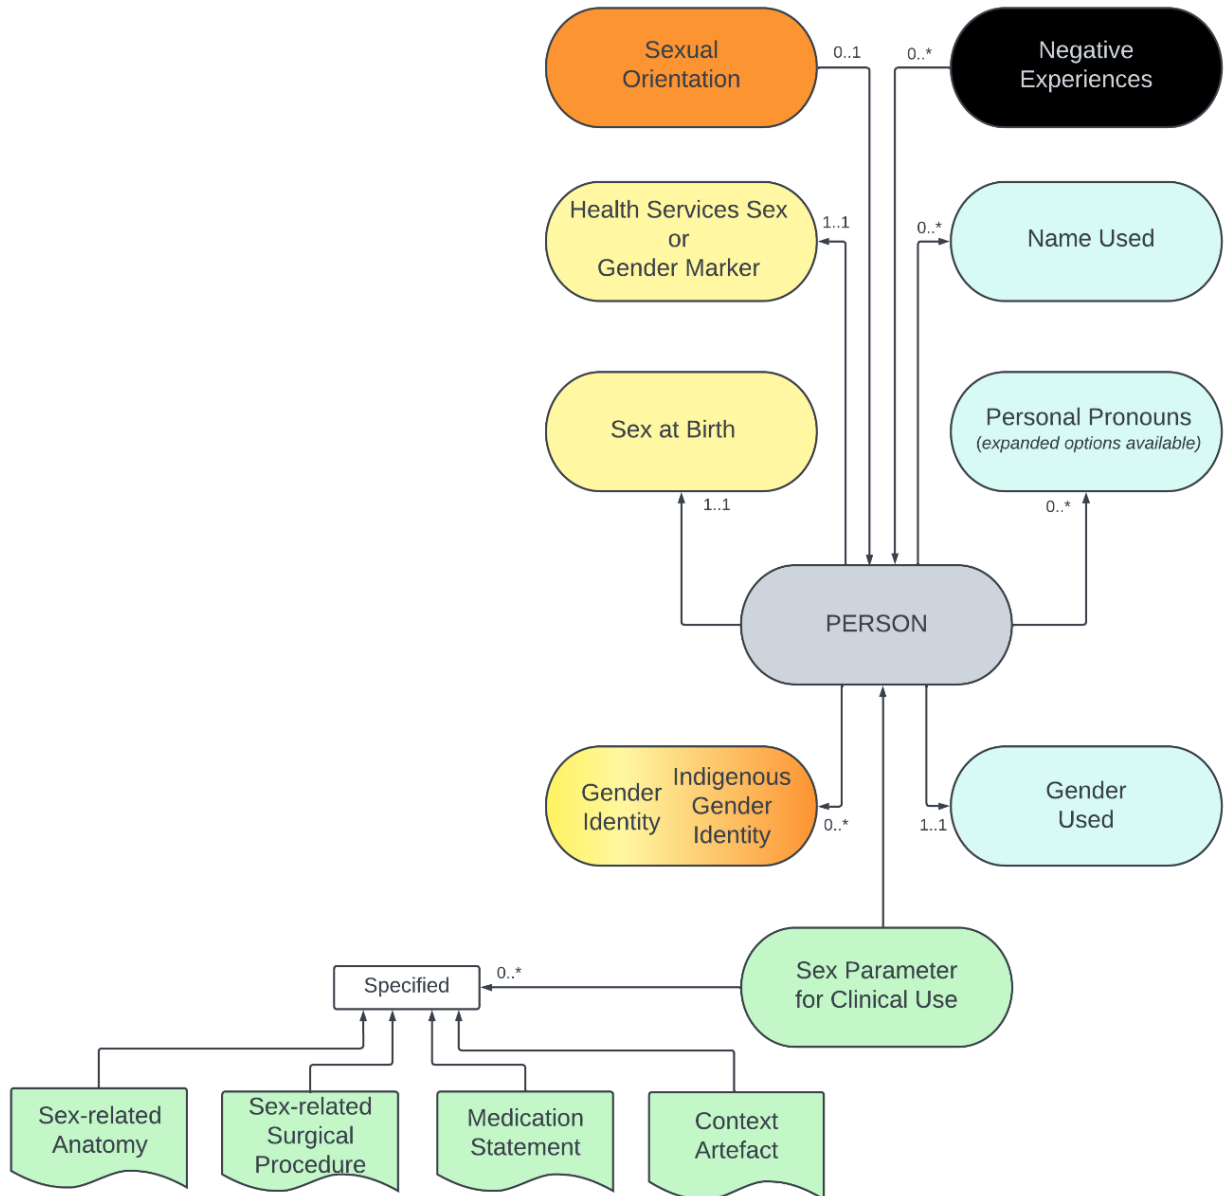 Sexual
Orientation
0..1
0..*
Negative
Experiences
Health Services Sex
or
Gender Marker
1..1
0..*
Name Used
Sex at Birth
1..1
Personal Pronouns
(expanded options available)
0..*
PERSON
Gender
Identity
Indigenous
Gender
Identity
0..*
1..1
Gender
Used
Specified
0..*
Sex Parameter
for Clinical Use
Sex-related
Anatomy
Sex-related
Surgical
Procedure
Medication
Statement
Context
Artefact